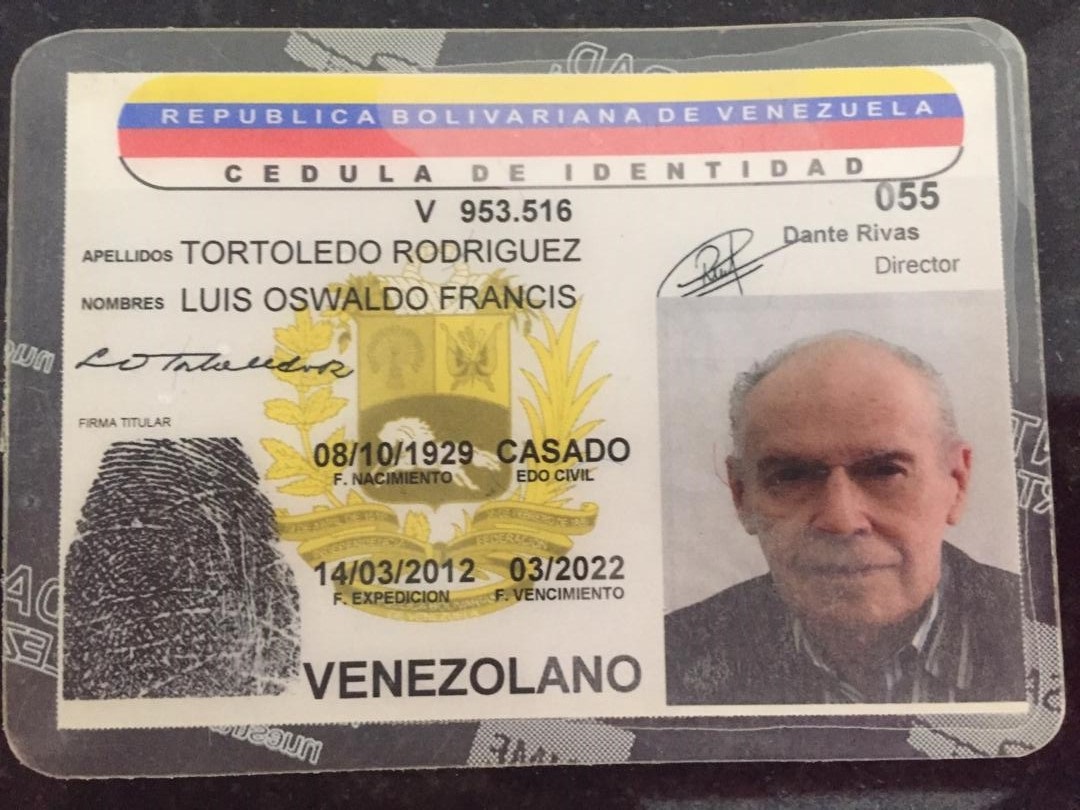 REPUBLICA BOLIVARIANA DE VENEZUELA
CEDULA DE IDENTIDAD
V 953.516
055
APELLIDOS TORTOLEDO RODRIGUEZ
Dante Rivas
Director
NOMBRES LUIS OSWALDO FRANCIS
FIRMA TITULAR
08/10/1929 CASADO
F. NACIMIENTO EDO CIVIL
14/03/2012 03/2022
F. EXPEDICION F. VENCIMIENTO
VENEZOLANO